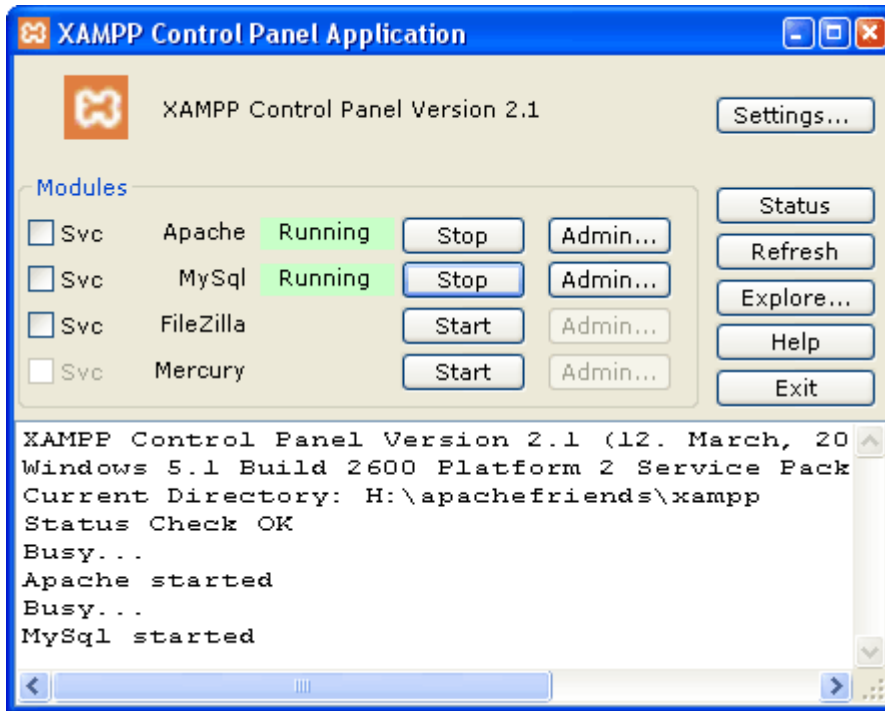 XAMPP Control Panel Application
XAMPP Control Panel Version 2.1
Settings...
Modules
Svc Apache Running Stop Admin...
Svc MySql Running Stop Admin...
Svc FileZilla Start Admin...
Svc Mercury Start Admin...
Status
Refresh
Explore...
Help
Exit
XAMPP Control Panel Version 2.1 (12. March, 20
Windows 5.1 Build 2600 Platform 2 Service Pack
Current Directory: H:\apachefriends\xampp
Status Check OK
Busy...
Apache started
Busy...
MySql started